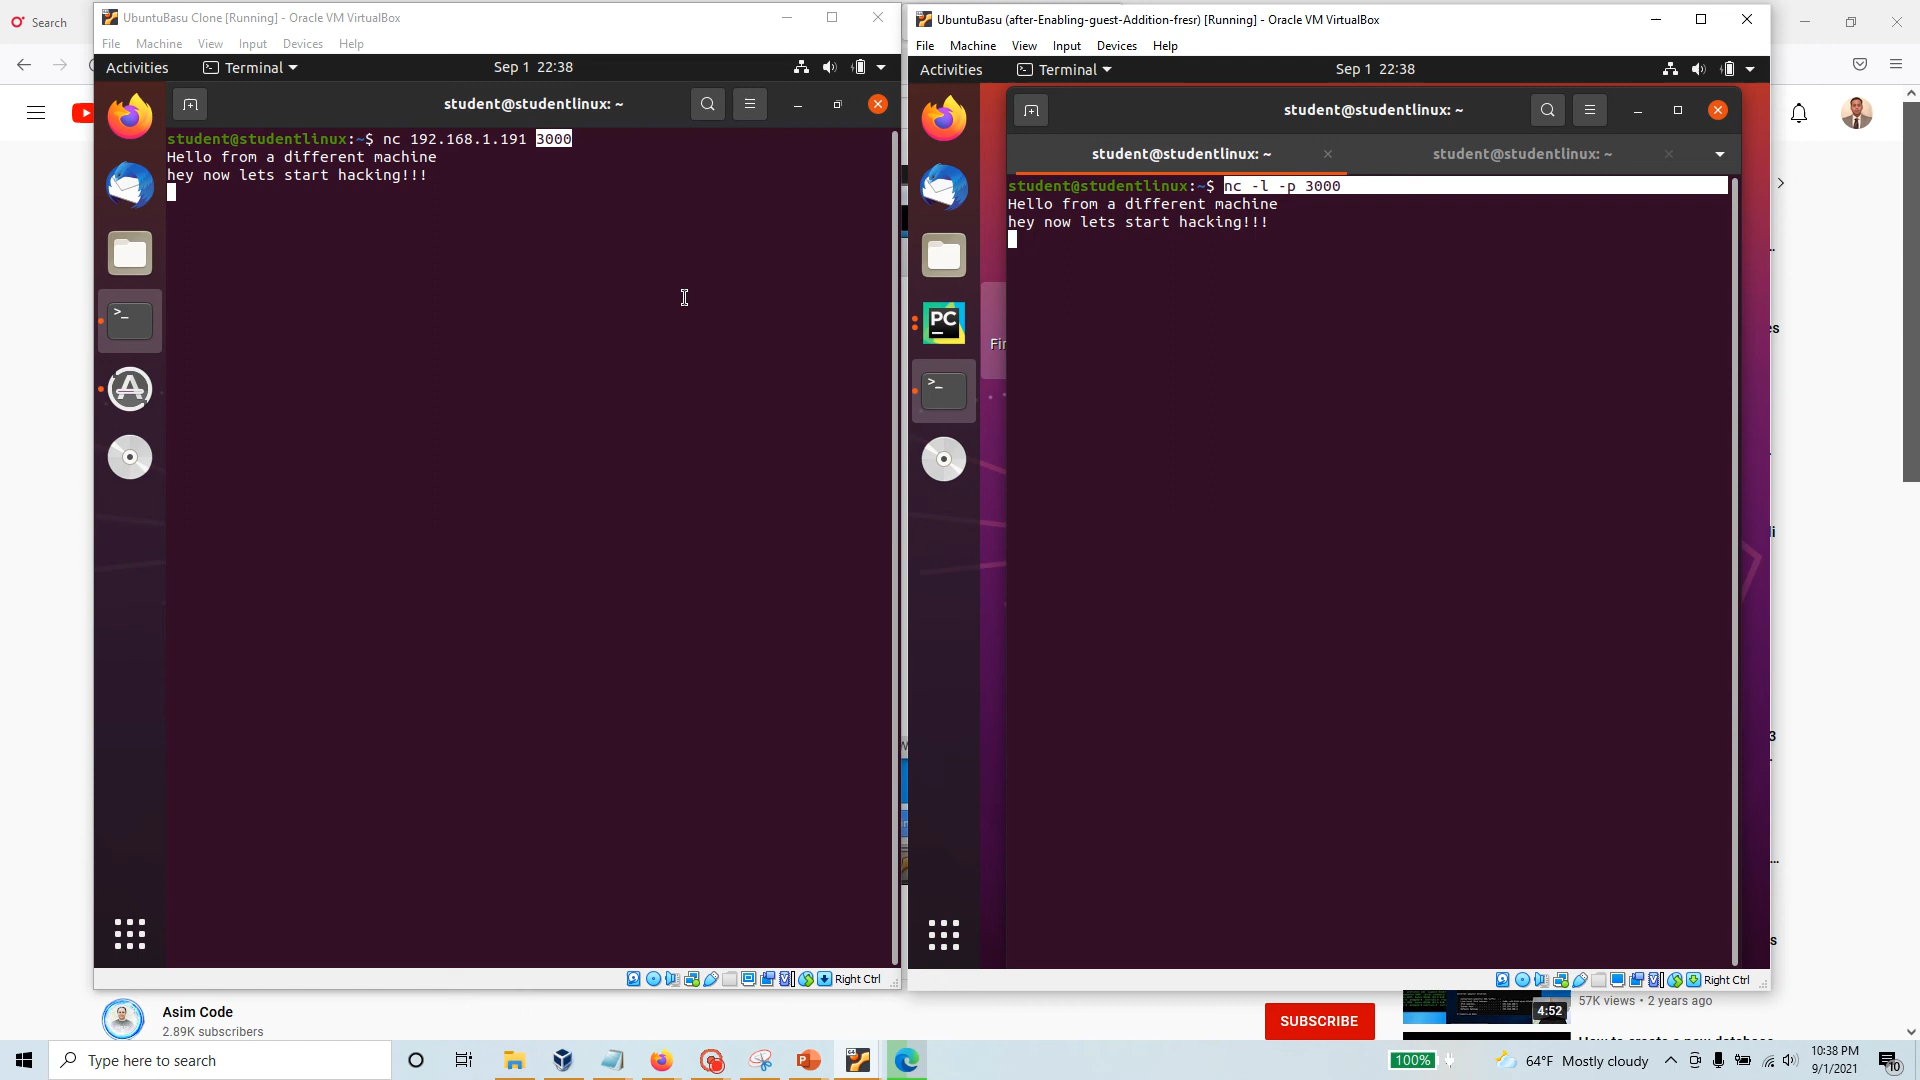 Search
UbuntuBasu Clone [Running] - Oracle VM VirtualBox
File Machine View Input Devices Help
Activities Terminal Sep 1 22:38
student@studentlinux: ~
student@studentlinux:~$ nc 192.168.1.191 3000
Hello from a different machine
hey now lets start hacking!!!
Right Ctrl
UbuntuBasu (after-Enabling-guest-Addition-fresr) [Running] - Oracle VM VirtualBox
File Machine View Input Devices Help
Activities Terminal Sep 1 22:38
student@studentlinux: ~
student@studentlinux: ~ student@studentlinux: ~
student@studentlinux:~$ nc -l -p 3000
Hello from a different machine
hey now lets start hacking!!!
PC
Fir
Right Ctrl
Asim Code
2.89K subscribers
SUBSCRIBE
4:52
57K views • 2 years ago
Type here to search
100%
64°F Mostly cloudy
10:38 PM
9/1/2021
10